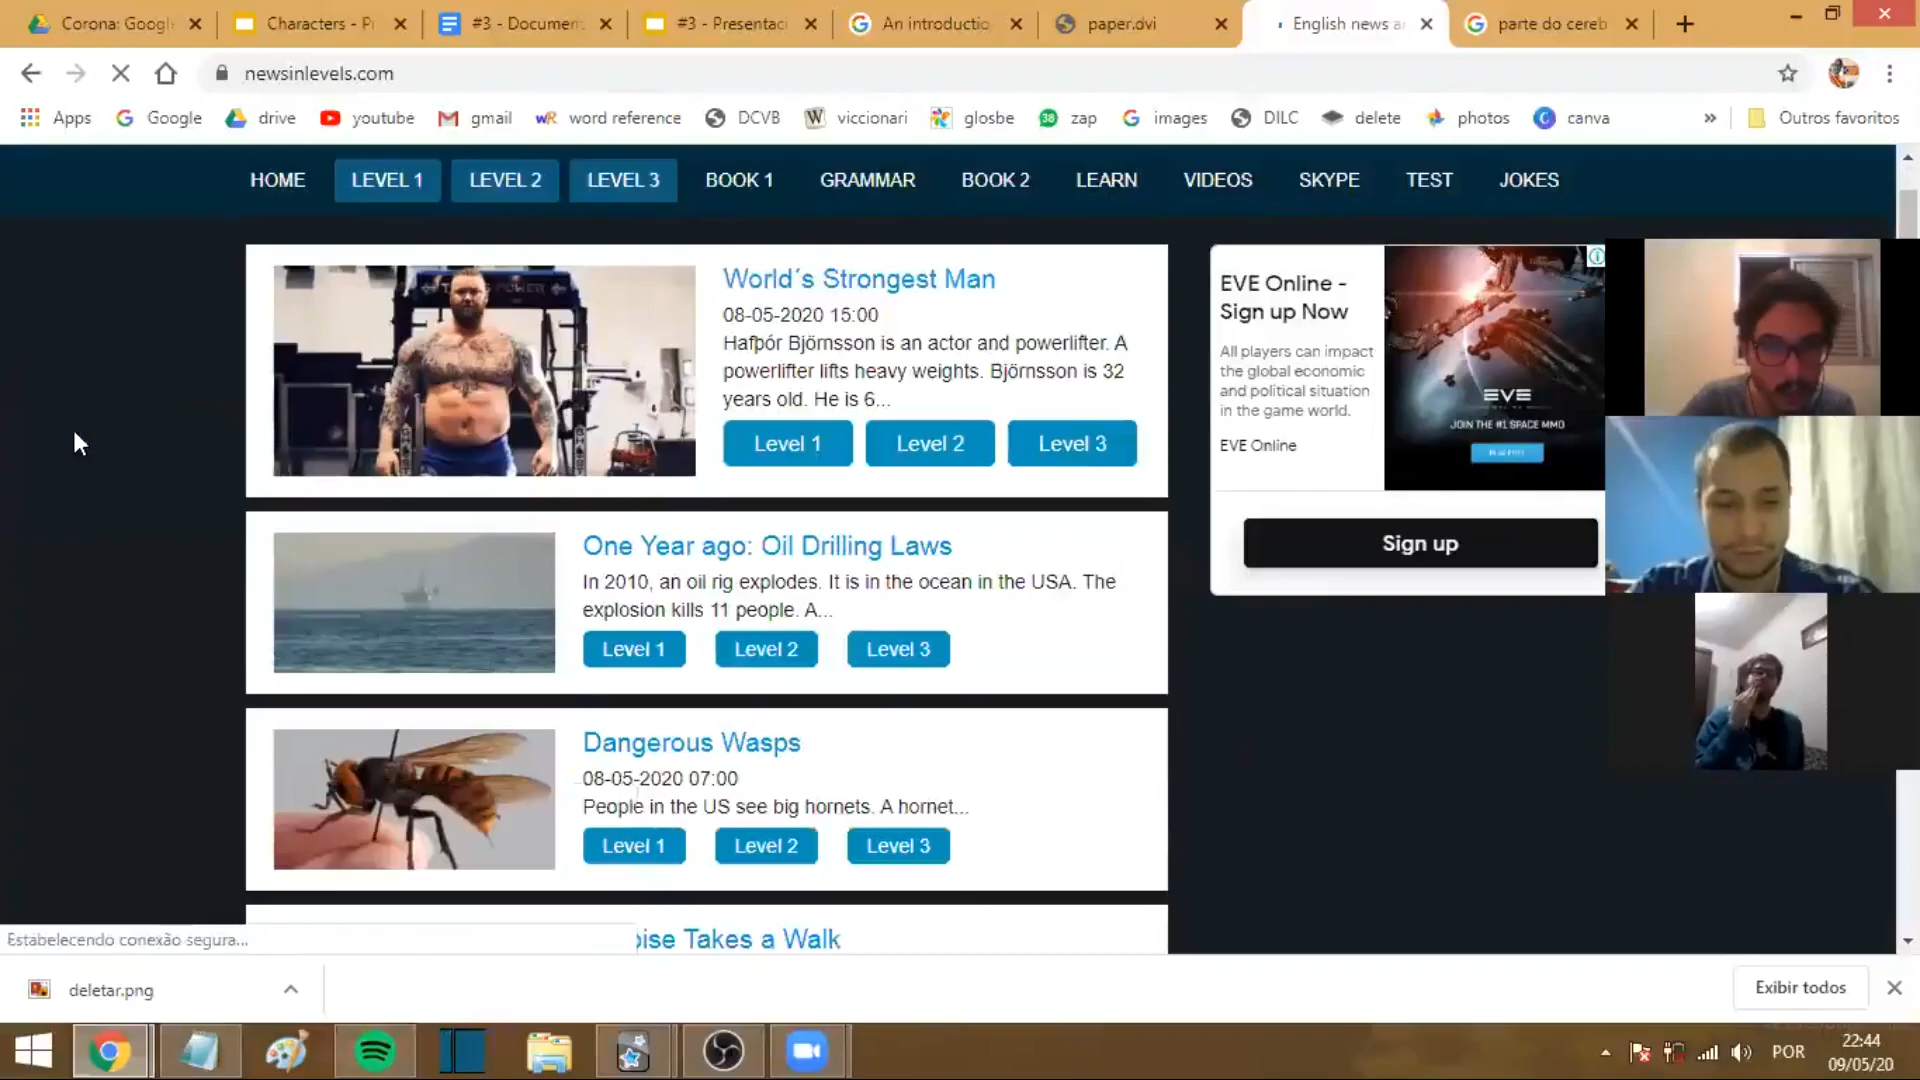 Corona: Google
Characters - P
#3 - Documen
#3 - Presentaci
An introductio
paper.dvi
English news a
parte do cereb
newsinlevels.com
Apps
Google
drive
youtube
gmail
word reference
DCVB
viccionari
glosbe
38 zap
images
DILC
delete
photos
canva
»
Outros favoritos
HOME
LEVEL 1
LEVEL 2
LEVEL 3
BOOK 1
GRAMMAR
BOOK 2
LEARN
VIDEOS
SKYPE
TEST
JOKES
World´s Strongest Man
08-05-2020 15:00
Hafþór Björnsson is an actor and powerlifter. A
powerlifter lifts heavy weights. Björnsson is 32
years old. He is 6...
Level 1
Level 2
Level 3
EVE Online -
Sign up Now
All players can impact
the global economic
and political situation
in the game world.
EVE Online
EVE
JOIN THE #1 SPACE MMO
Sign up
One Year ago: Oil Drilling Laws
In 2010, an oil rig explodes. It is in the ocean in the USA. The
explosion kills 11 people. A...
Level 1
Level 2
Level 3
Dangerous Wasps
08-05-2020 07:00
People in the US see big hornets. A hornet...
Level 1
Level 2
Level 3
oise Takes a Walk
Estabelecendo conexão segura...
deletar.png
Exibir todos
POR
22:44
09/05/20